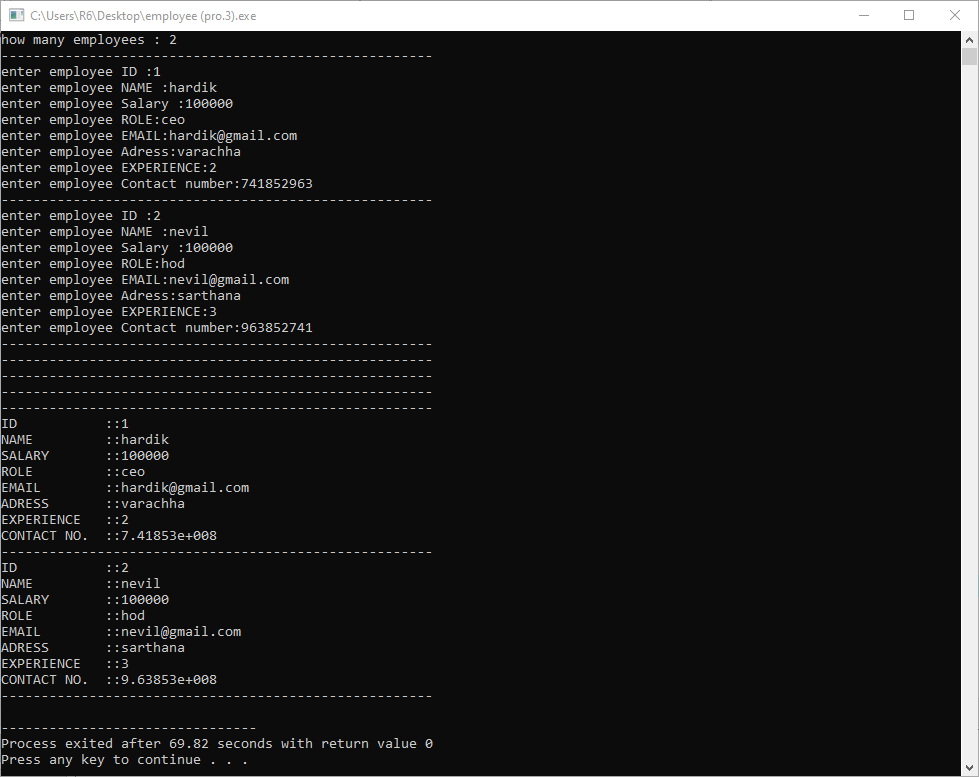 C:\Users\R6\Desktop\employee (pro.3).exe
how many employees : 2
------------------------------------------------------
enter employee ID :1
enter employee NAME :hardik
enter employee Salary :100000
enter employee ROLE:ceo
enter employee EMAIL:hardik@gmail.com
enter employee Adress:varachha
enter employee EXPERIENCE:2
enter employee Contact number:741852963
------------------------------------------------------
enter employee ID :2
enter employee NAME :nevil
enter employee Salary :100000
enter employee ROLE:hod
enter employee EMAIL:nevil@gmail.com
enter employee Adress:sarthana
enter employee EXPERIENCE:3
enter employee Contact number:963852741
------------------------------------------------------
------------------------------------------------------
------------------------------------------------------
------------------------------------------------------
------------------------------------------------------
ID           ::1
NAME         ::hardik
SALARY       ::100000
ROLE         ::ceo
EMAIL        ::hardik@gmail.com
ADRESS       ::varachha
EXPERIENCE   ::2
CONTACT NO.  ::7.41853e+008
------------------------------------------------------
ID           ::2
NAME         ::nevil
SALARY       ::100000
ROLE         ::hod
EMAIL        ::nevil@gmail.com
ADRESS       ::sarthana
EXPERIENCE   ::3
CONTACT NO.  ::9.63853e+008
------------------------------------------------------
--------------------------------
Process exited after 69.82 seconds with return value 0
Press any key to continue . . .